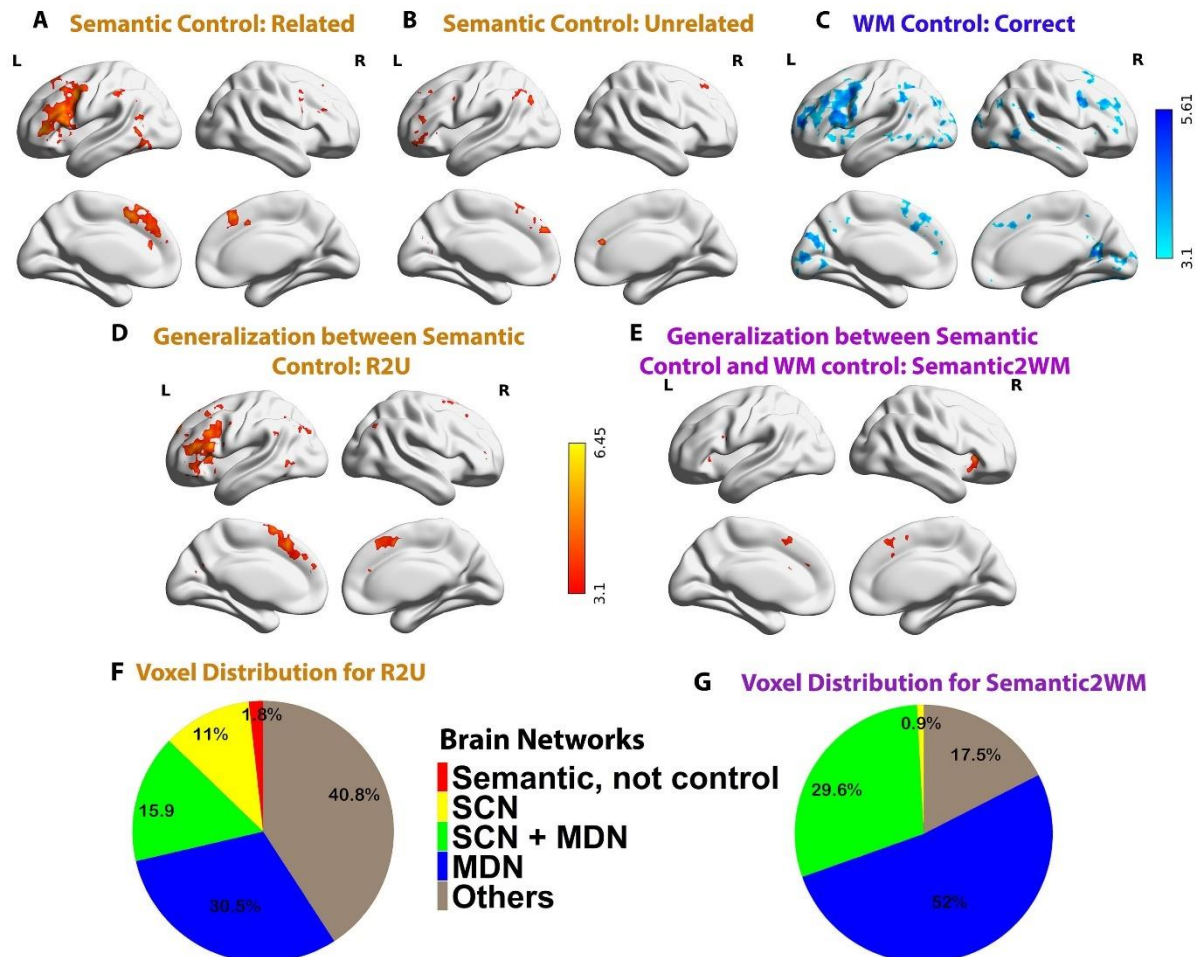 A Semantic Control: Related
B Semantic Control: Unrelated
C WM Control: Correct
L R
L R
L R
5.61
3.1
D Generalization between Semantic
Control: R2U
L R
6.45
3.1
E Generalization between Semantic
Control and WM control: Semantic2WM
L R
F Voxel Distribution for R2U
1.8%
11%
15.9
30.5%
40.8%
Brain Networks
Semantic, not control
SCN
SCN + MDN
MDN
Others
G Voxel Distribution for Semantic2WM
0.9%
29.6%
17.5%
52%